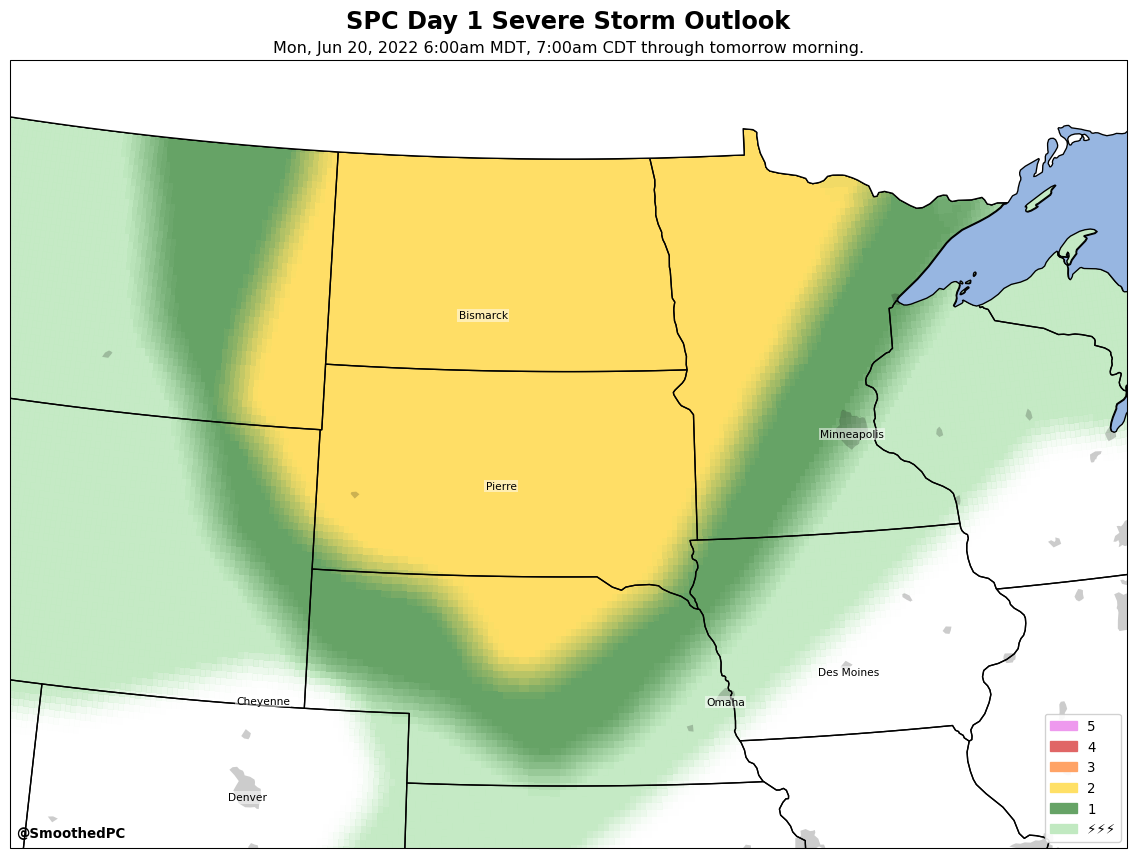 SPC Day 1 Severe Storm Outlook
Mon, Jun 20, 2022 6:00am MDT, 7:00am CDT through tomorrow morning.
Bismarck
Minneapolis
Pierre
Des Moines
Cheyenne
Omaha
Denver
5
4
3
2
1
⚡⚡⚡
@SmoothedPC